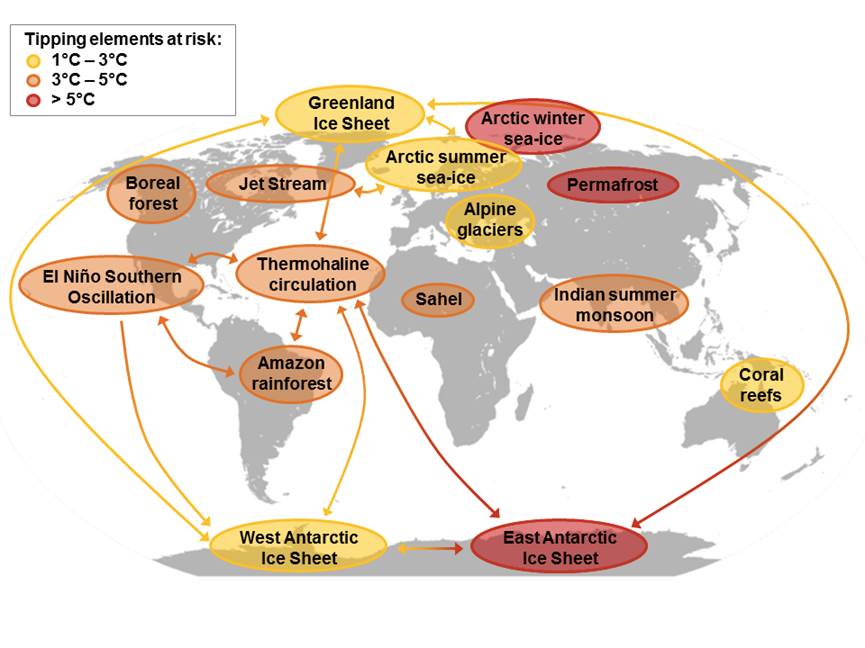 Tipping elements at risk:
1°C – 3°C
3°C – 5°C
> 5°C
Greenland
Ice Sheet
Arctic winter
sea-ice
Arctic summer
sea-ice
Boreal
forest
Jet Stream
Permafrost
Alpine
glaciers
El Niño Southern
Oscillation
Thermohaline
circulation
Sahel
Indian summer
monsoon
Amazon
rainforest
Coral
reefs
West Antarctic
Ice Sheet
East Antarctic
Ice Sheet